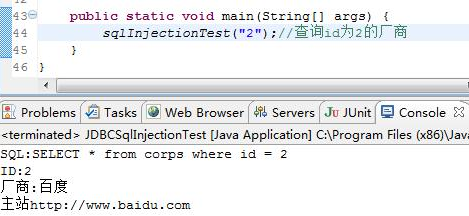 43 public static void main(String[] args) {
44 sqlInjectionTest("2");//查询id为2的厂商
45 }
46 }
Problems Tasks Web Browser Servers JUnit Console
<terminated> JDBCSqlInjectionTest [Java Application] C:\Program Files (x86)\Java
SQL:SELECT * from corps where id = 2
ID:2
厂商:百度
主站http://www.baidu.com